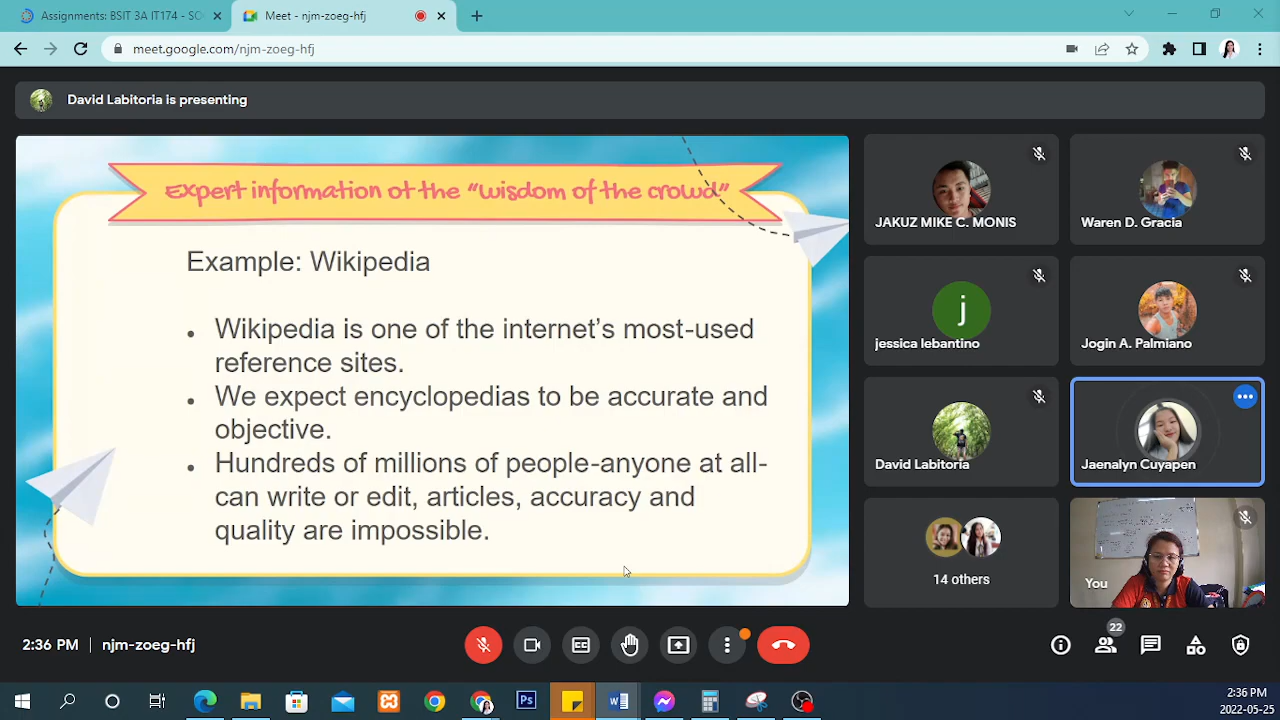 Assignments: BSIT 3A IT174 - SO
Meet - njm-zoeg-hfj
meet.google.com/njm-zoeg-hfj
David Labitoria is presenting
Expert information ot the "wisdom of the crowd"
Example: Wikipedia
• Wikipedia is one of the internet's most-used
reference sites.
• We expect encyclopedias to be accurate and
objective.
• Hundreds of millions of people-anyone at all-
can write or edit, articles, accuracy and
quality are impossible.
JAKUZ MIKE C. MONIS
Waren D. Gracia
j
jessica lebantino
Jogin A. Palmiano
David Labitoria
Jaenalyn Cuyapen
14 others
You
2:36 PM | njm-zoeg-hfj
CC
22
Ps
W
2:36 PM
2022-05-25